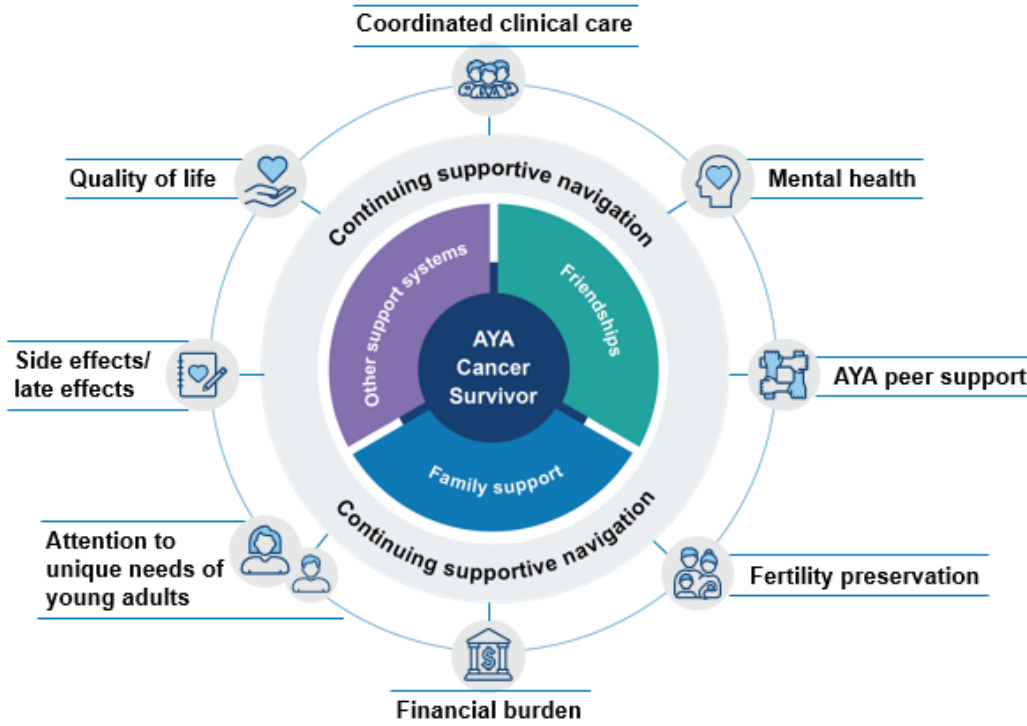 Coordinated clinical care
Quality of life
Mental health
Continuing supportive navigation
Other support systems
Friendships
AYA
Cancer
Survivor
Side effects/
late effects
AYA peer support
Family support
Continuing supportive navigation
Attention to
unique needs of
young adults
Fertility preservation
$
Financial burden